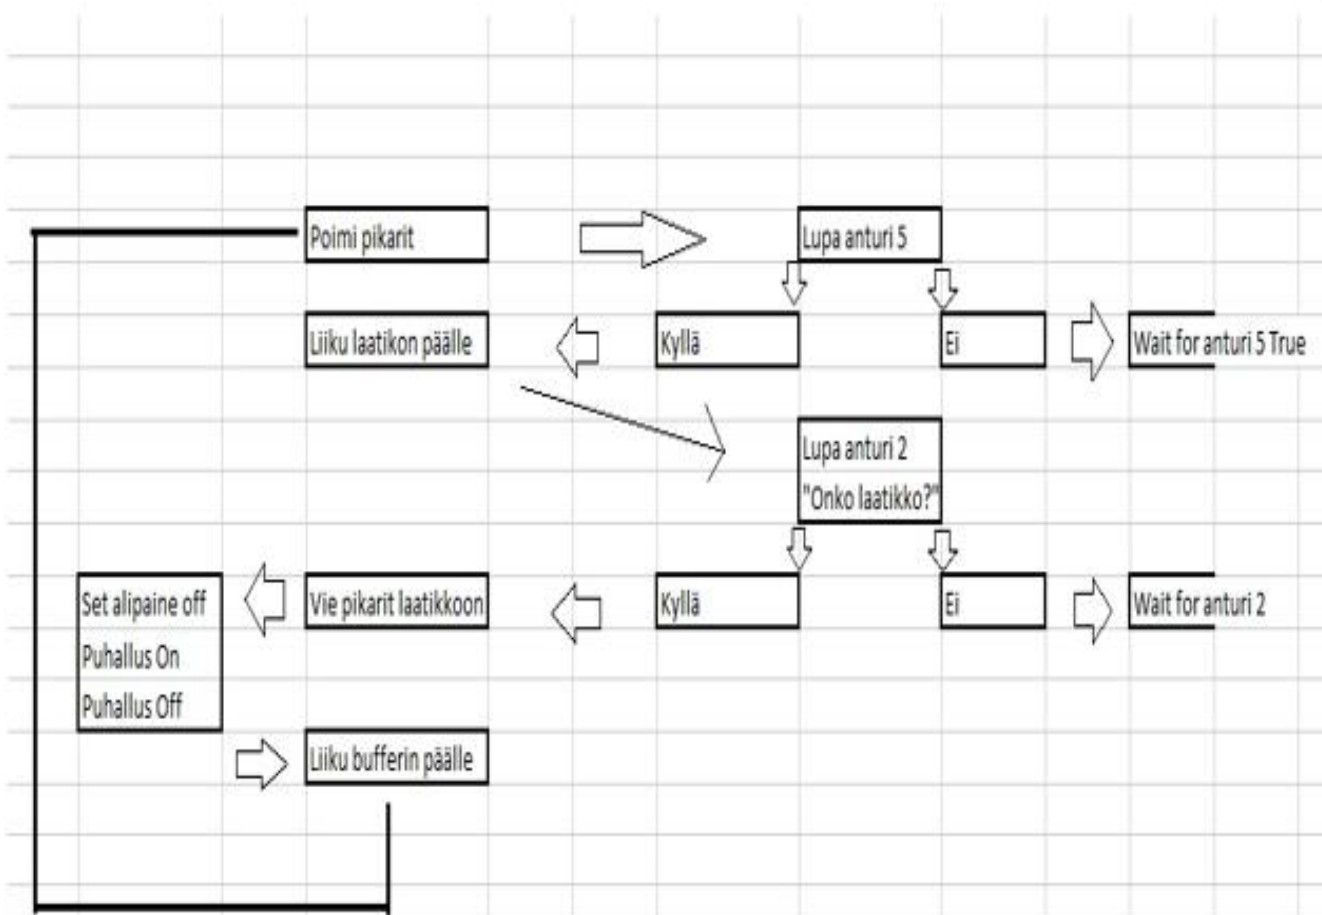 Poimi pikarit
Lupa anturi 5
Liiku laatikon päälle
Kyllä
Ei
Wait for anturi 5 True
Lupa anturi 2
"Onko laatikko?"
Set alipaine off
Puhallus On
Puhallus Off
Vie pikarit laatikkoon
Kyllä
Ei
Wait for anturi 2
Liiku bufferin päälle